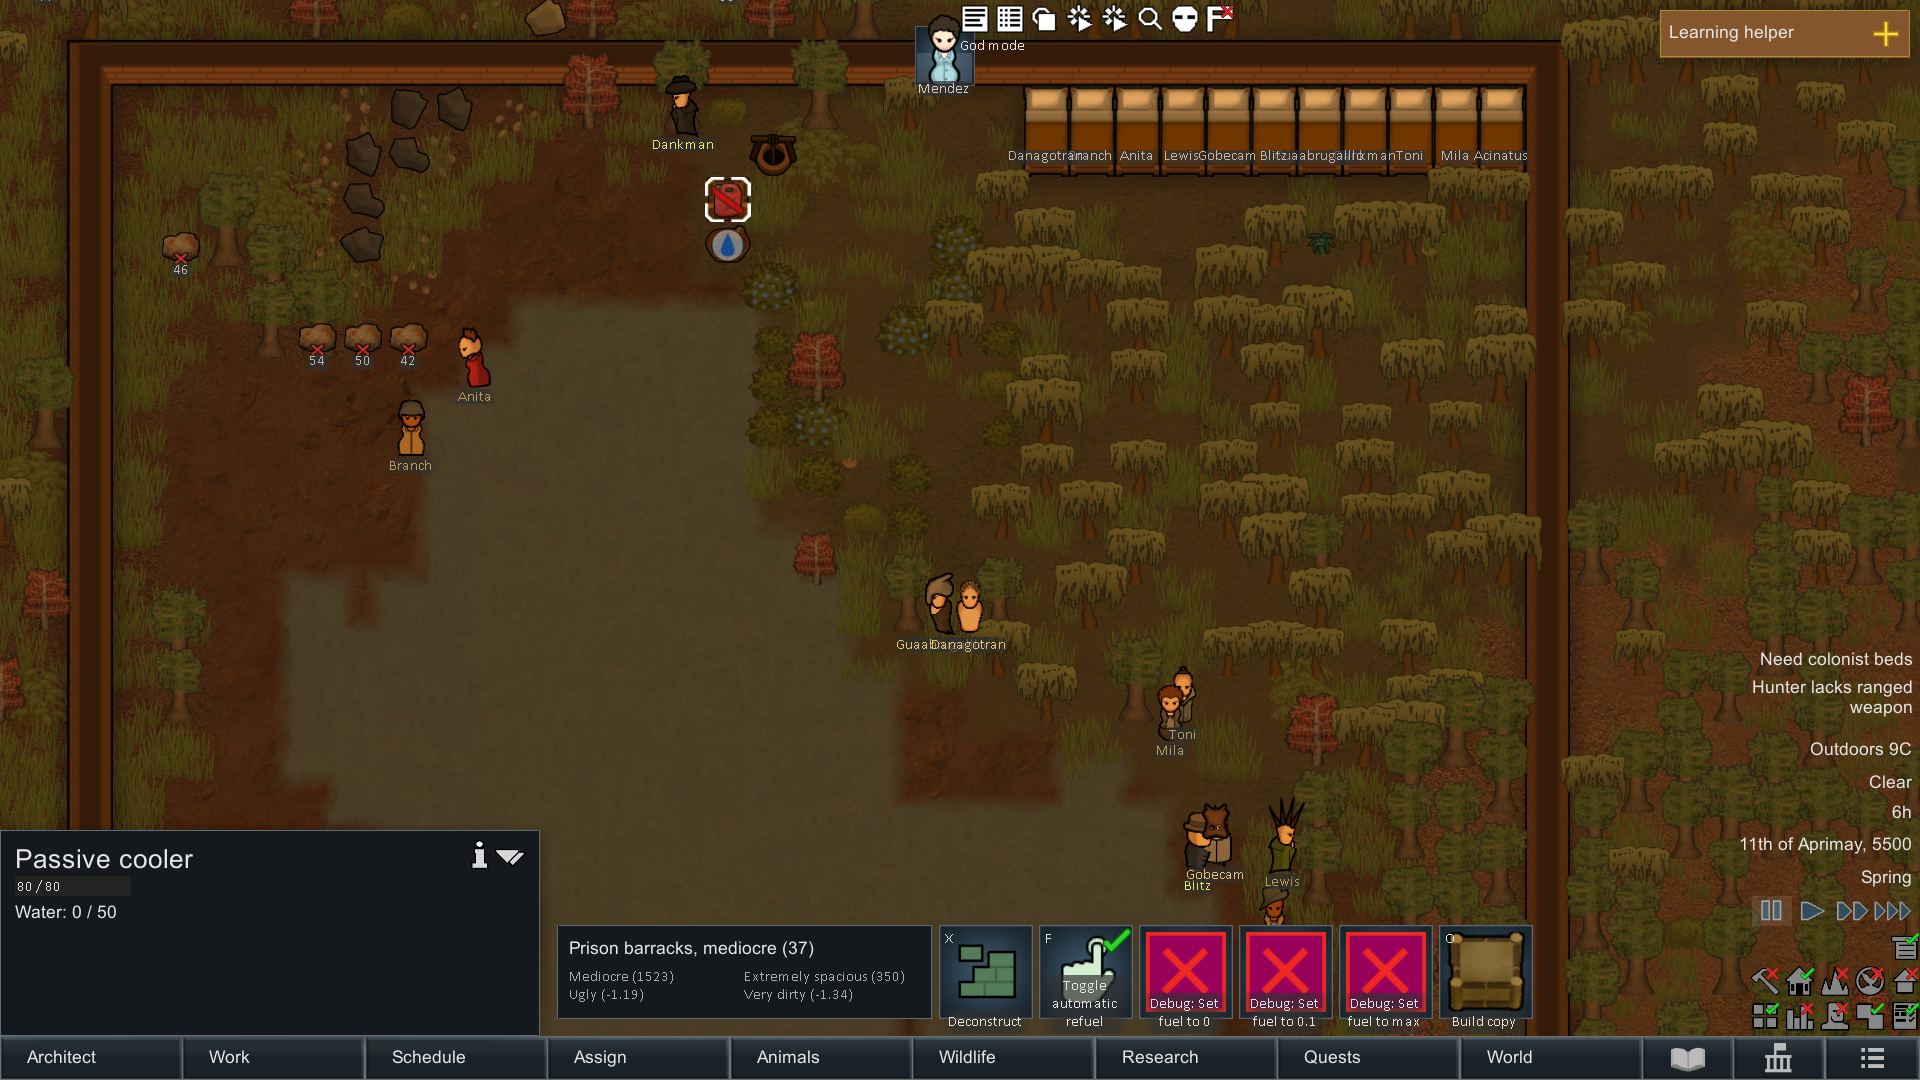 God mode
Mendez
Learning helper
Dankman
Anita
Lewis
Gobecam
Toni
Mila
Acinatus
46
54
50
42
Anita
Branch
Danagotran
Toni
Mila
Gobecam
Blitz
Lewis
Need colonist beds
Hunter lacks ranged
weapon
Outdoors 9C
Clear
6h
11th of Aprimay, 5500
Spring
Passive cooler
80 / 80
Water: 0 / 50
Prison barracks, mediocre (37)
Mediocre (1523)
Extremely spacious (350)
Ugly (-1.19)
Very dirty (-1.34)
X
Deconstruct
F
Toggle
automatic
refuel
Debug: Set
fuel to 0
Debug: Set
fuel to 0.1
Debug: Set
fuel to max
O
Build copy
Architect
Work
Schedule
Assign
Animals
Wildlife
Research
Quests
World